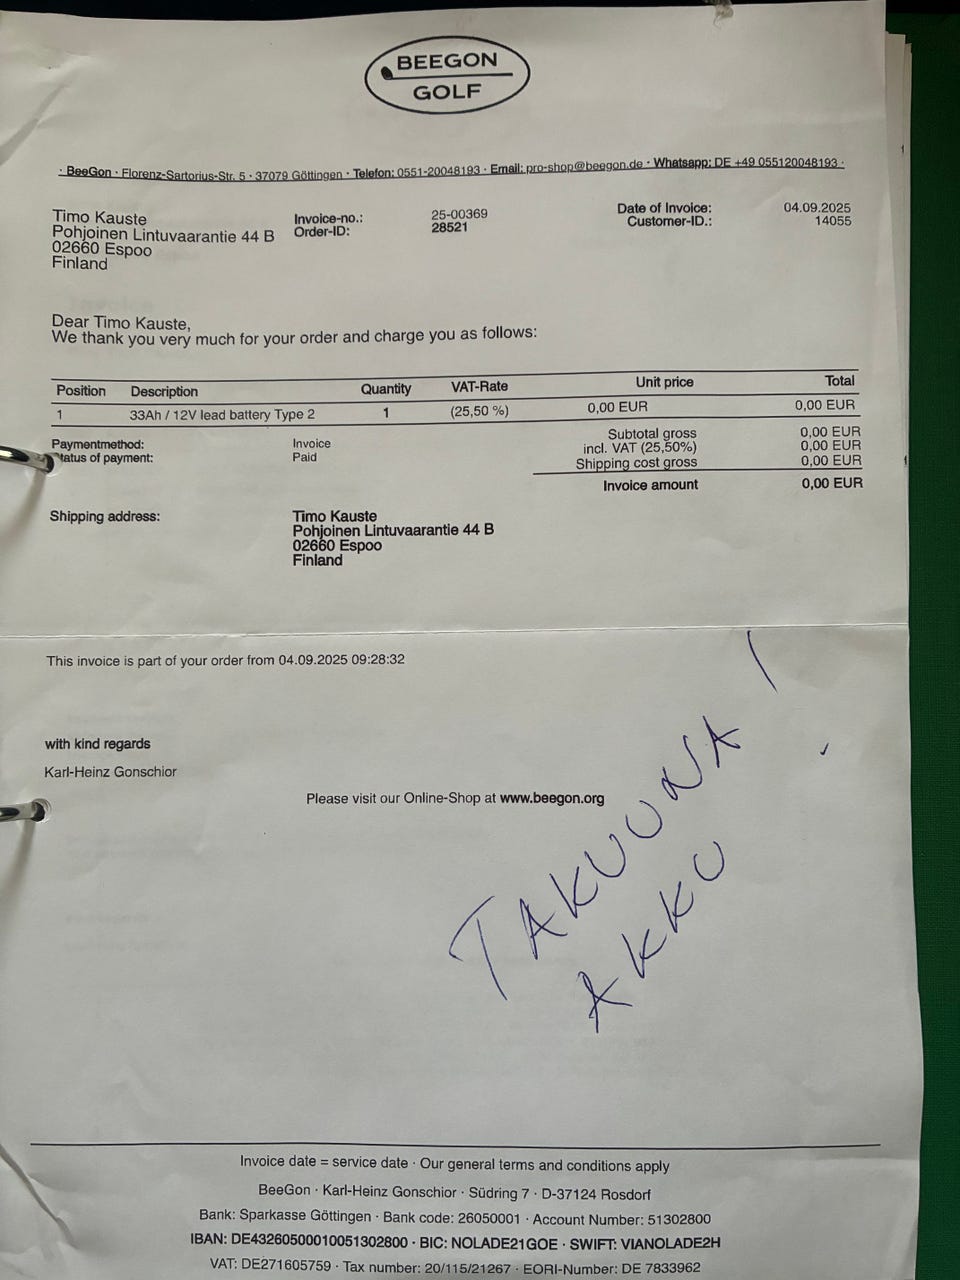 BEEGON
GOLF
· BeeGon · Florenz-Sartorius-Str. 5 · 37079 Göttingen · Telefon: 0551-20048193 · Email: pro-shop@beegon.de · Whatsapp: DE +49 055120048193 ·
Timo Kauste
Pohjoinen Lintuvaarantie 44 B
02660 Espoo
Finland
Invoice-no.: 25-00369
Order-ID: 28521
Date of Invoice: 04.09.2025
Customer-ID.: 14055
Dear Timo Kauste,
We thank you very much for your order and charge you as follows:
Position Description Quantity VAT-Rate Unit price Total
1 33Ah / 12V lead battery Type 2 1 (25,50 %) 0,00 EUR 0,00 EUR
Paymentmethod: Invoice
Status of payment: Paid
Subtotal gross 0,00 EUR
incl. VAT (25,50%) 0,00 EUR
Shipping cost gross 0,00 EUR
Invoice amount 0,00 EUR
Shipping address:
Timo Kauste
Pohjoinen Lintuvaarantie 44 B
02660 Espoo
Finland
This invoice is part of your order from 04.09.2025 09:28:32
with kind regards
Karl-Heinz Gonschior
Please visit our Online-Shop at www.beegon.org
TAKUUNA!
AKKU
Invoice date = service date · Our general terms and conditions apply
BeeGon · Karl-Heinz Gonschior · Südring 7 · D-37124 Rosdorf
Bank: Sparkasse Göttingen · Bank code: 26050001 · Account Number: 51302800
IBAN: DE43260500010051302800 · BIC: NOLADE21GOE · SWIFT: VIANOLADE2H
VAT: DE271605759 · Tax number: 20/115/21267 · EORI-Number: DE 7833962